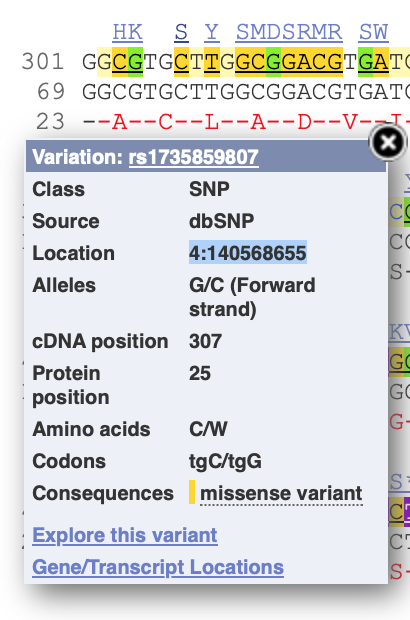 HK S Y SMDSRMR SW
301 GGCGTGCTTGGCGGACGTGATC
69 GGCGTGCTTGGCGGACGTGATC
23 --A--C--L--A--D--V--I
Variation: rs1735859807
Class SNP
Source dbSNP
Location 4:140568655
Alleles G/C (Forward
strand)
cDNA position 307
Protein
position 25
Amino acids C/W
Codons tgC/tgG
Consequences missense variant
Explore this variant
Gene/Transcript Locations
S-
KV
G-
S*
CT
S-